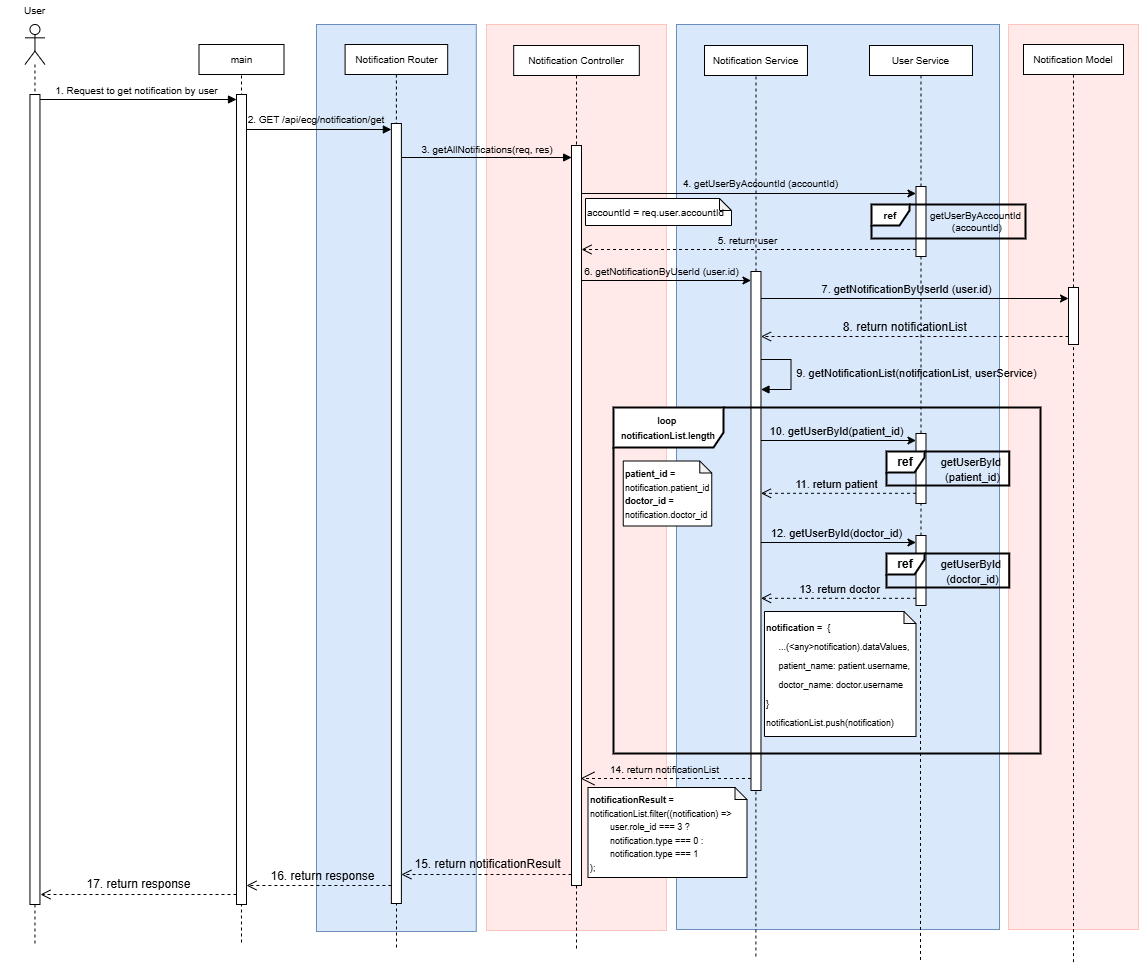 User
main
Notification Router
Notification Controller
Notification Service
User Service
Notification Model
1. Request to get notification by user
2. GET /api/ecg/notification/get
3. getAllNotifications(req, res)
4. getUserByAccountId (accountId)
accountId = req.user.accountId
ref
getUserByAccountId
(accountId)
5. return user
6. getNotificationByUserId (user.id)
7. getNotificationByUserId (user.id)
8. return notificationList
9. getNotificationList(notificationList, userService)
loop
notificationList.length
10. getUserById(patient_id)
ref
getUserById
(patient_id)
patient_id =
notification.patient_id
doctor_id =
notification.doctor_id
11. return patient
12. getUserById(doctor_id)
ref
getUserById
(doctor_id)
13. return doctor
notification = {
...(<any>notification).dataValues,
patient_name: patient.username,
doctor_name: doctor.username
}
notificationList.push(notification)
14. return notificationList
notificationResult =
notificationList.filter((notification) =>
user.role_id === 3 ?
notification.type === 0 :
notification.type === 1
);
15. return notificationResult
16. return response
17. return response